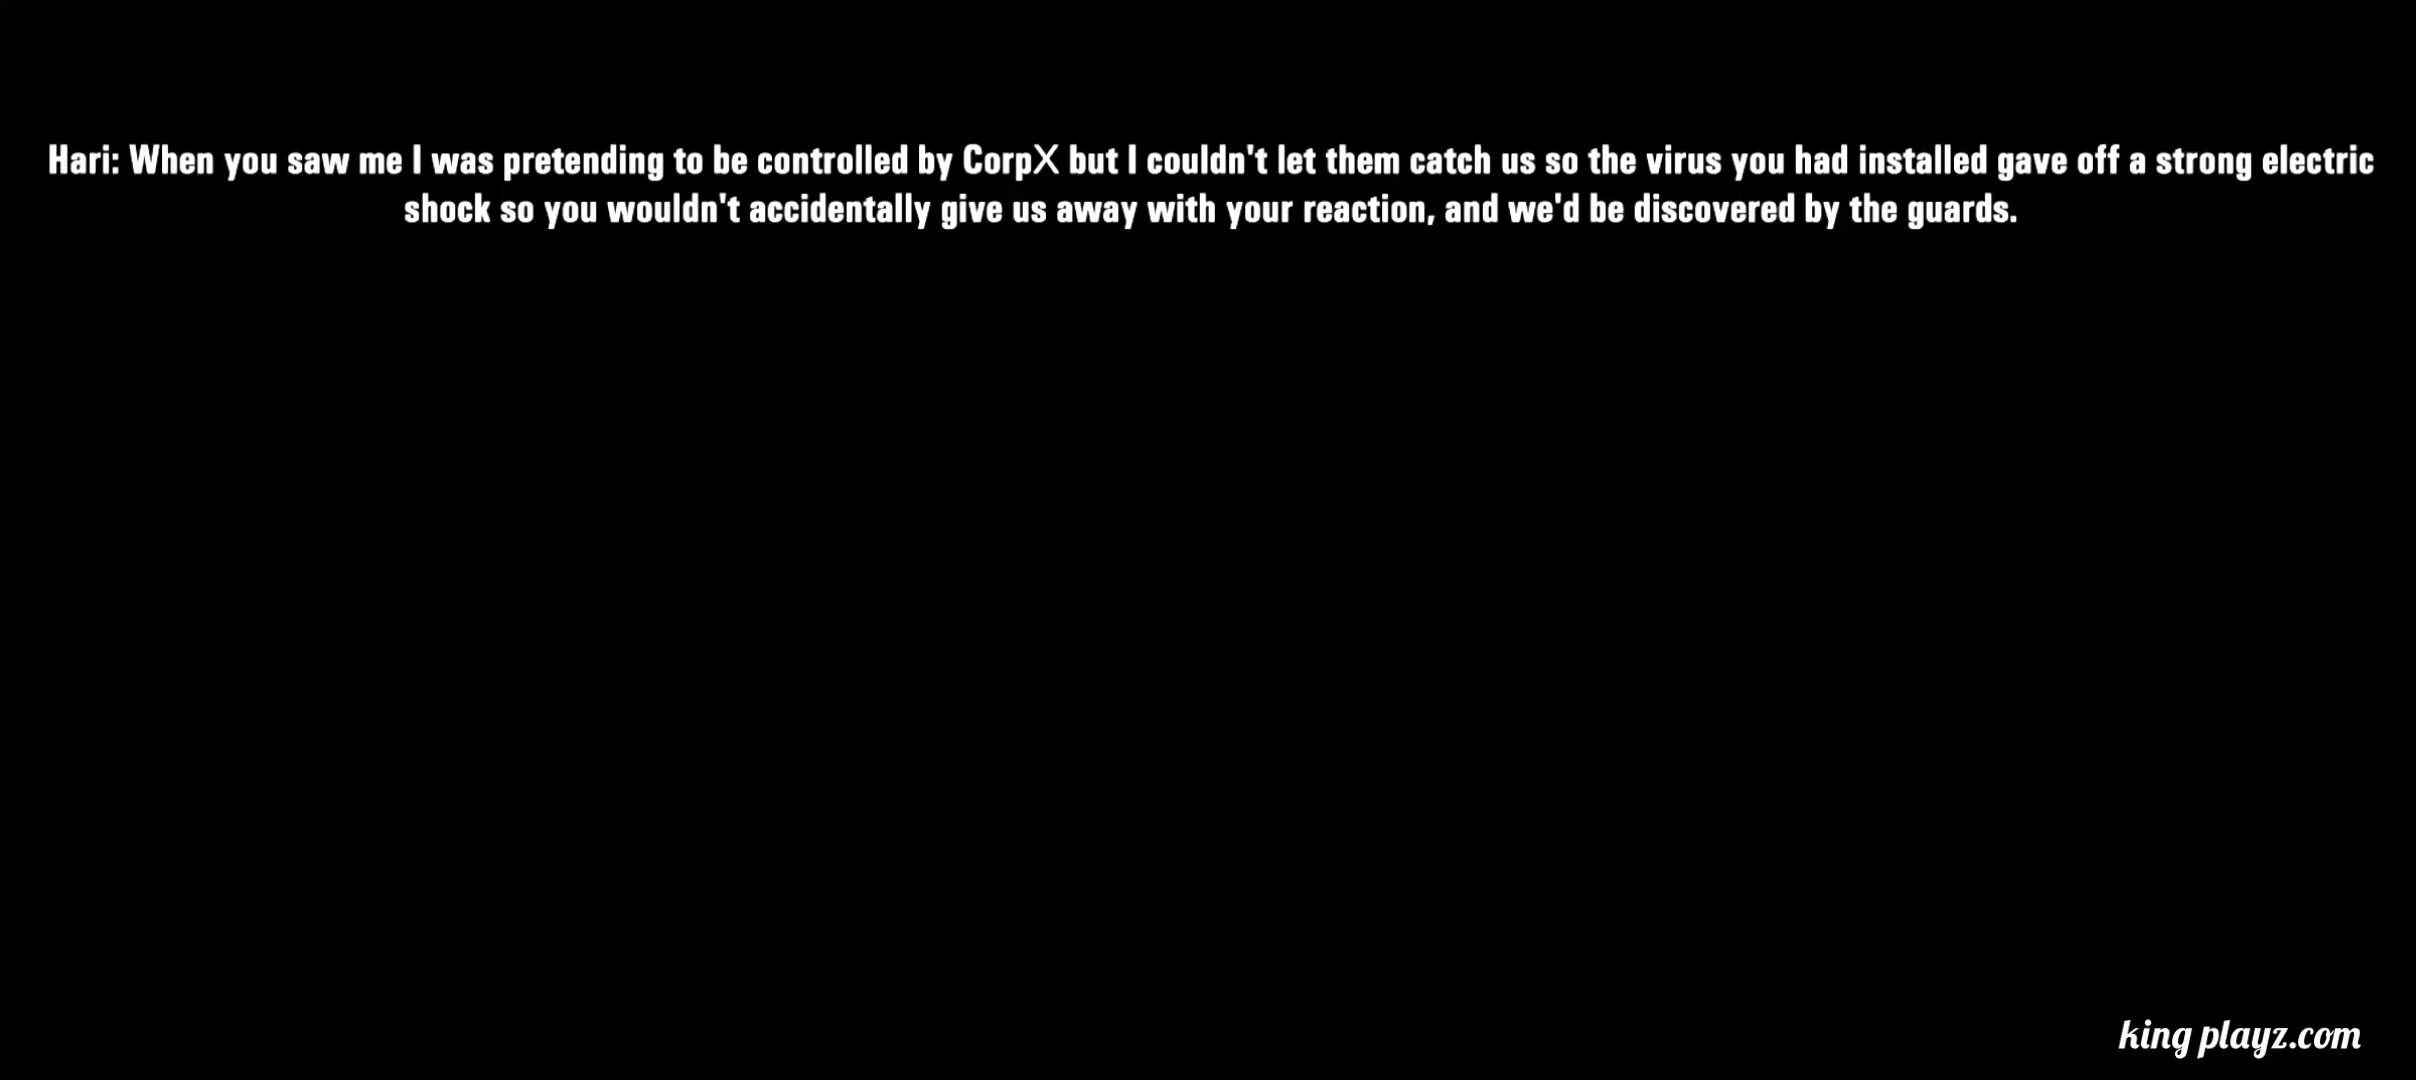 Hari: When you saw me I was pretending to be controlled by CorpX but I couldn't let them catch us so the virus you had installed gave off a strong electric
shock so you wouldn't accidentally give us away with your reaction, and we'd be discovered by the guards.
king playz.com